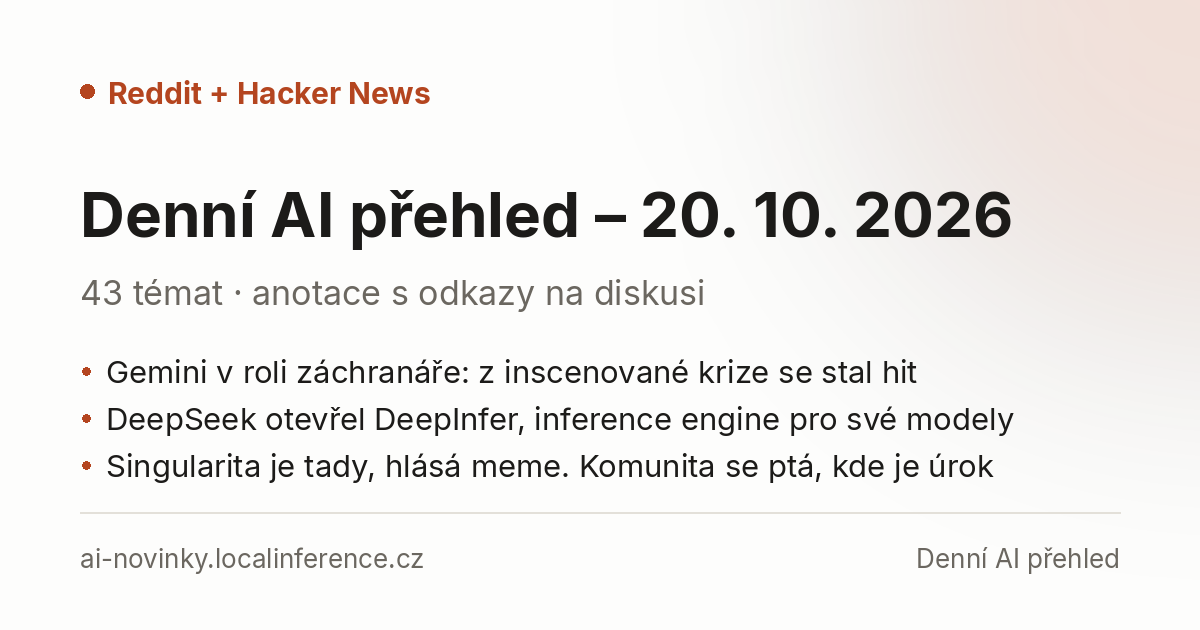 Reddit + Hacker News
Denní AI přehled – 20. 10. 2026
43 témat · anotace s odkazy na diskusi
• Gemini v roli záchranáře: z inscenované krize se stal hit
• DeepSeek otevřel DeepInfer, inference engine pro své modely
• Singularita je tady, hlásá meme. Komunita se ptá, kde je úrok
ai-novinky.localinference.cz
Denní AI přehled